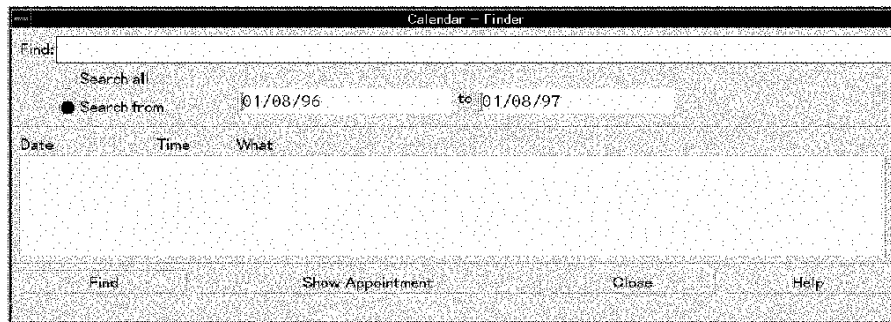 Calendar – Finder
Find:
Search all
Search from 01/08/96 to 01/08/97
Date Time What
Find Show Appointment Close Help